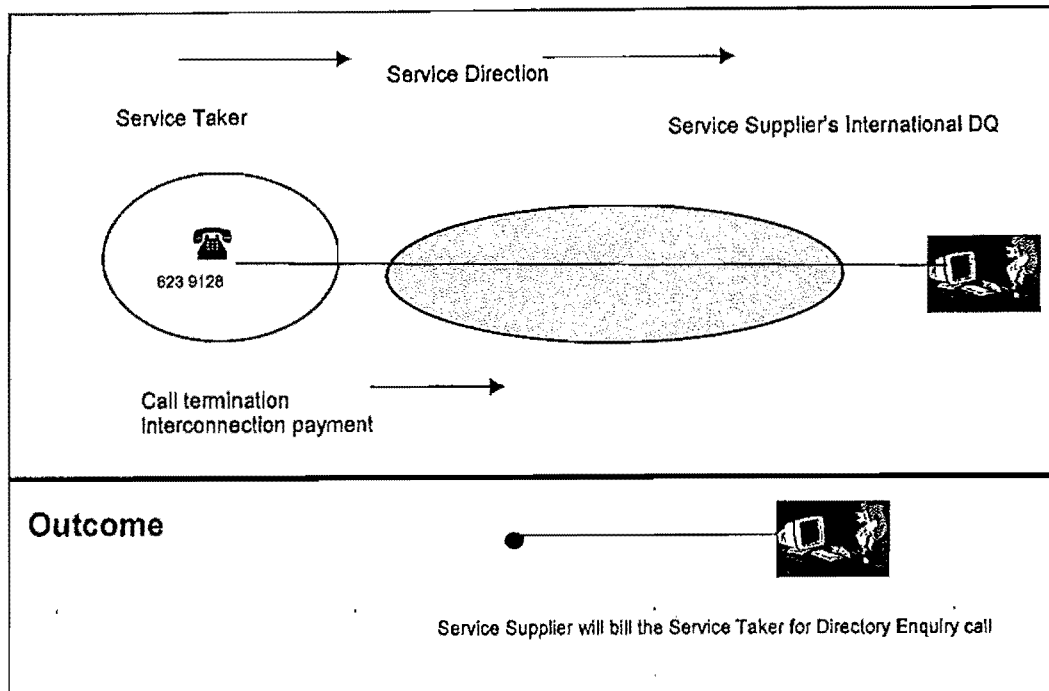 Service Direction
Service Taker
Service Supplier's International DQ
623 9128
Call termination
Interconnection payment
Outcome
Service Supplier will bill the Service Taker for Directory Enquiry call